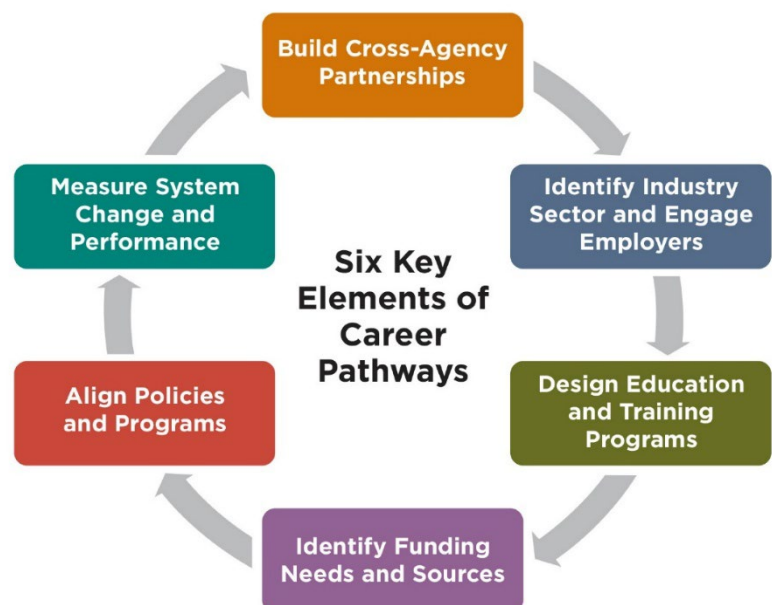 Build Cross-Agency
Partnerships
Identify Industry
Sector and Engage
Employers
Design Education
and Training
Programs
Identify Funding
Needs and Sources
Align Policies
and Programs
Measure System
Change and
Performance
Six Key
Elements of
Career
Pathways